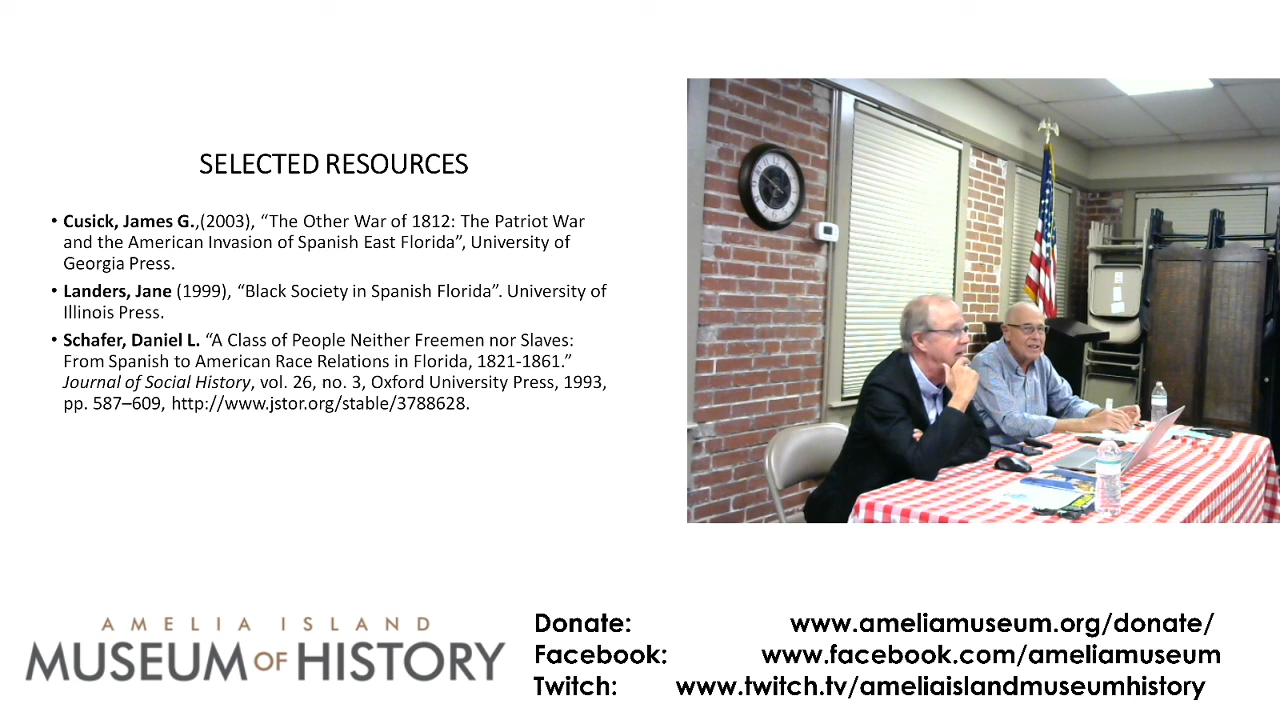 SELECTED RESOURCES
• Cusick, James G.,(2003), “The Other War of 1812: The Patriot War
and the American Invasion of Spanish East Florida”, University of
Georgia Press.
• Landers, Jane (1999), “Black Society in Spanish Florida”. University of
Illinois Press.
• Schafer, Daniel L. “A Class of People Neither Freemen nor Slaves:
From Spanish to American Race Relations in Florida, 1821-1861.”
Journal of Social History, vol. 26, no. 3, Oxford University Press, 1993,
pp. 587–609, http://www.jstor.org/stable/3788628.
AMELIA ISLAND
MUSEUM OF HISTORY
Donate: www.ameliamuseum.org/donate/
Facebook: www.facebook.com/ameliamuseum
Twitch: www.twitch.tv/ameliaislandmuseumhistory